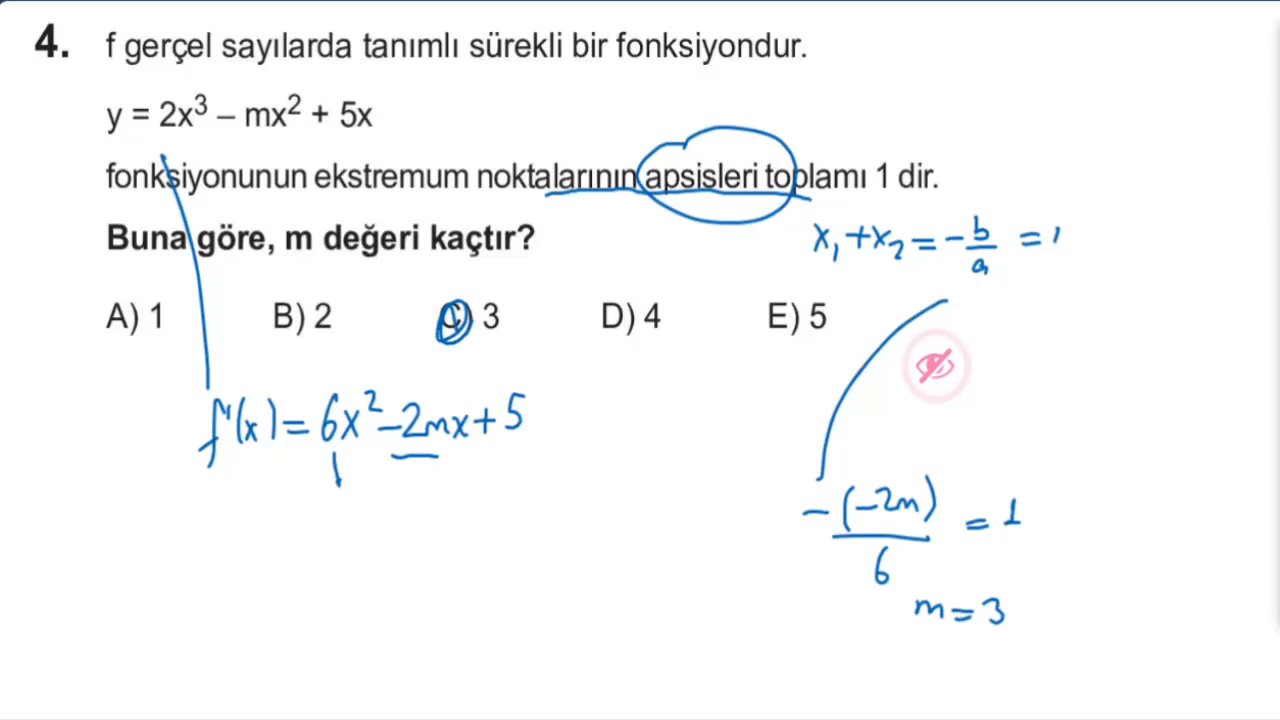 4. f gerçel sayılarda tanımlı sürekli bir fonksiyondur.
y = 2x³ – mx² + 5x
fonksiyonunun ekstremum noktalarının apsisleri toplamı 1 dir.
Buna göre, m değeri kaçtır?
x₁+x₂ = -b/a = 1
A) 1 B) 2 C) 3 D) 4 E) 5
f'(x) = 6x² - 2mx + 5
-(-2m)/6 = 1
m = 3